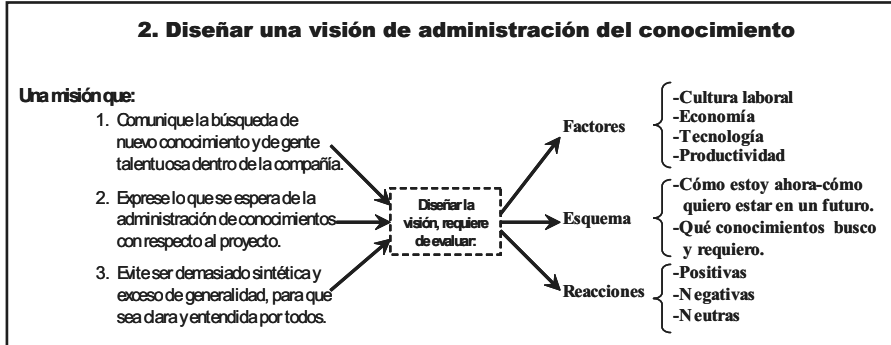 2. Diseñar una visión de administración del conocimiento
Una misión que:
1. Comunique la búsqueda de
nuevo conocimiento y de gente
talentuosa dentro de la compañía.
2. Exprese lo que se espera de la
administración de conocimientos
con respecto al proyecto.
3. Evite ser demasiado sintética y
exceso de generalidad, para que
sea clara y entendida por todos.
Diseñar la
visión, requiere
de evaluar:
Factores
-Cultura laboral
-Economía
-Tecnología
-Productividad
Esquema
-Cómo estoy ahora-cómo
quiero estar en un futuro.
-Qué conocimientos busco
y requiero.
Reacciones
-Positivas
-Negativas
-Neutras